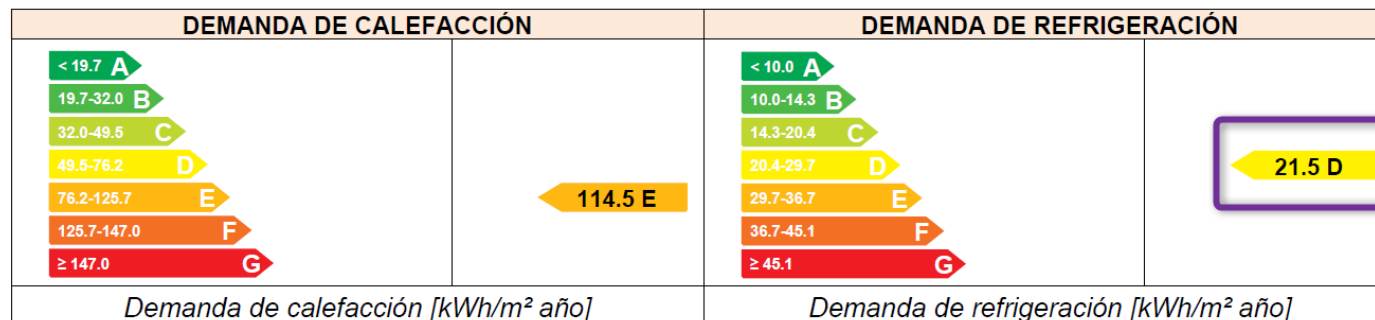 DEMANDA DE CALEFACCIÓN
< 19.7 A
19.7-32.0 B
32.0-49.5 C
49.5-76.2 D
76.2-125.7 E
125.7-147.0 F
≥ 147.0 G
114.5 E
Demanda de calefacción [kWh/m² año]
DEMANDA DE REFRIGERACIÓN
< 10.0 A
10.0-14.3 B
14.3-20.4 C
20.4-29.7 D
29.7-36.7 E
36.7-45.1 F
≥ 45.1 G
21.5 D
Demanda de refrigeración [kWh/m² año]